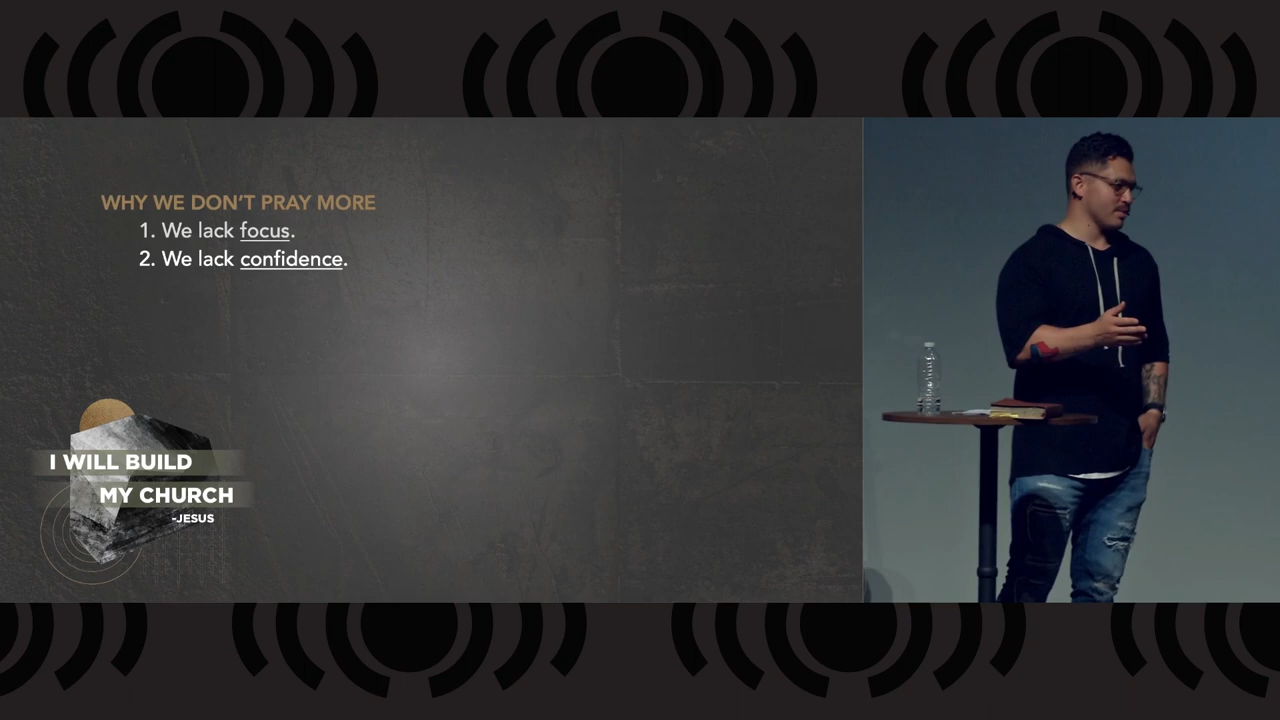 WHY WE DON'T PRAY MORE
1. We lack focus.
2. We lack confidence.
I WILL BUILD
MY CHURCH
-JESUS